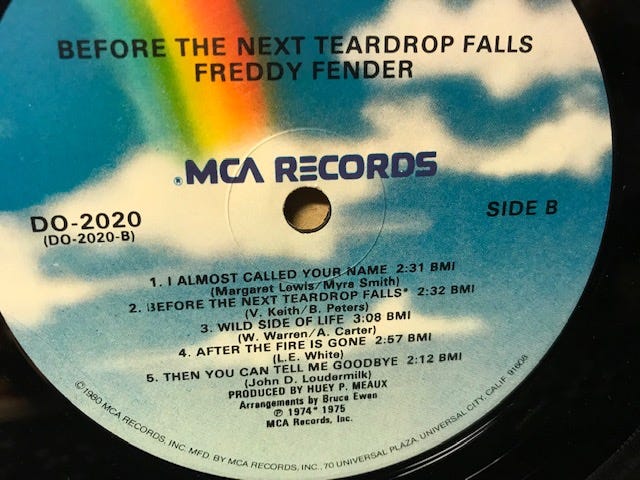 BEFORE THE NEXT TEARDROP FALLS
FREDDY FENDER
®MCA RECORDS
DO-2020
(DO-2020-B)
SIDE B
1. I ALMOST CALLED YOUR NAME 2:31 BMI
(Margaret Lewis/Myra Smith)
2. BEFORE THE NEXT TEARDROP FALLS* 2:32 BMI
(V. Keith/B. Peters)
3. WILD SIDE OF LIFE 3:08 BMI
(W. Warren/A. Carter)
4. AFTER THE FIRE IS GONE 2:57 BMI
(L.E. White)
5. THEN YOU CAN TELL ME GOODBYE 2:12 BMI
(John D. Loudermilk)
PRODUCED BY HUEY P. MEAUX
Arrangements by Bruce Ewen
℗ 1974* 1975
MCA Records, Inc.
©1980 MCA RECORDS, INC. MFD. BY MCA RECORDS, INC., 70 UNIVERSAL PLAZA, UNIVERSAL CITY, CALIF. 91608